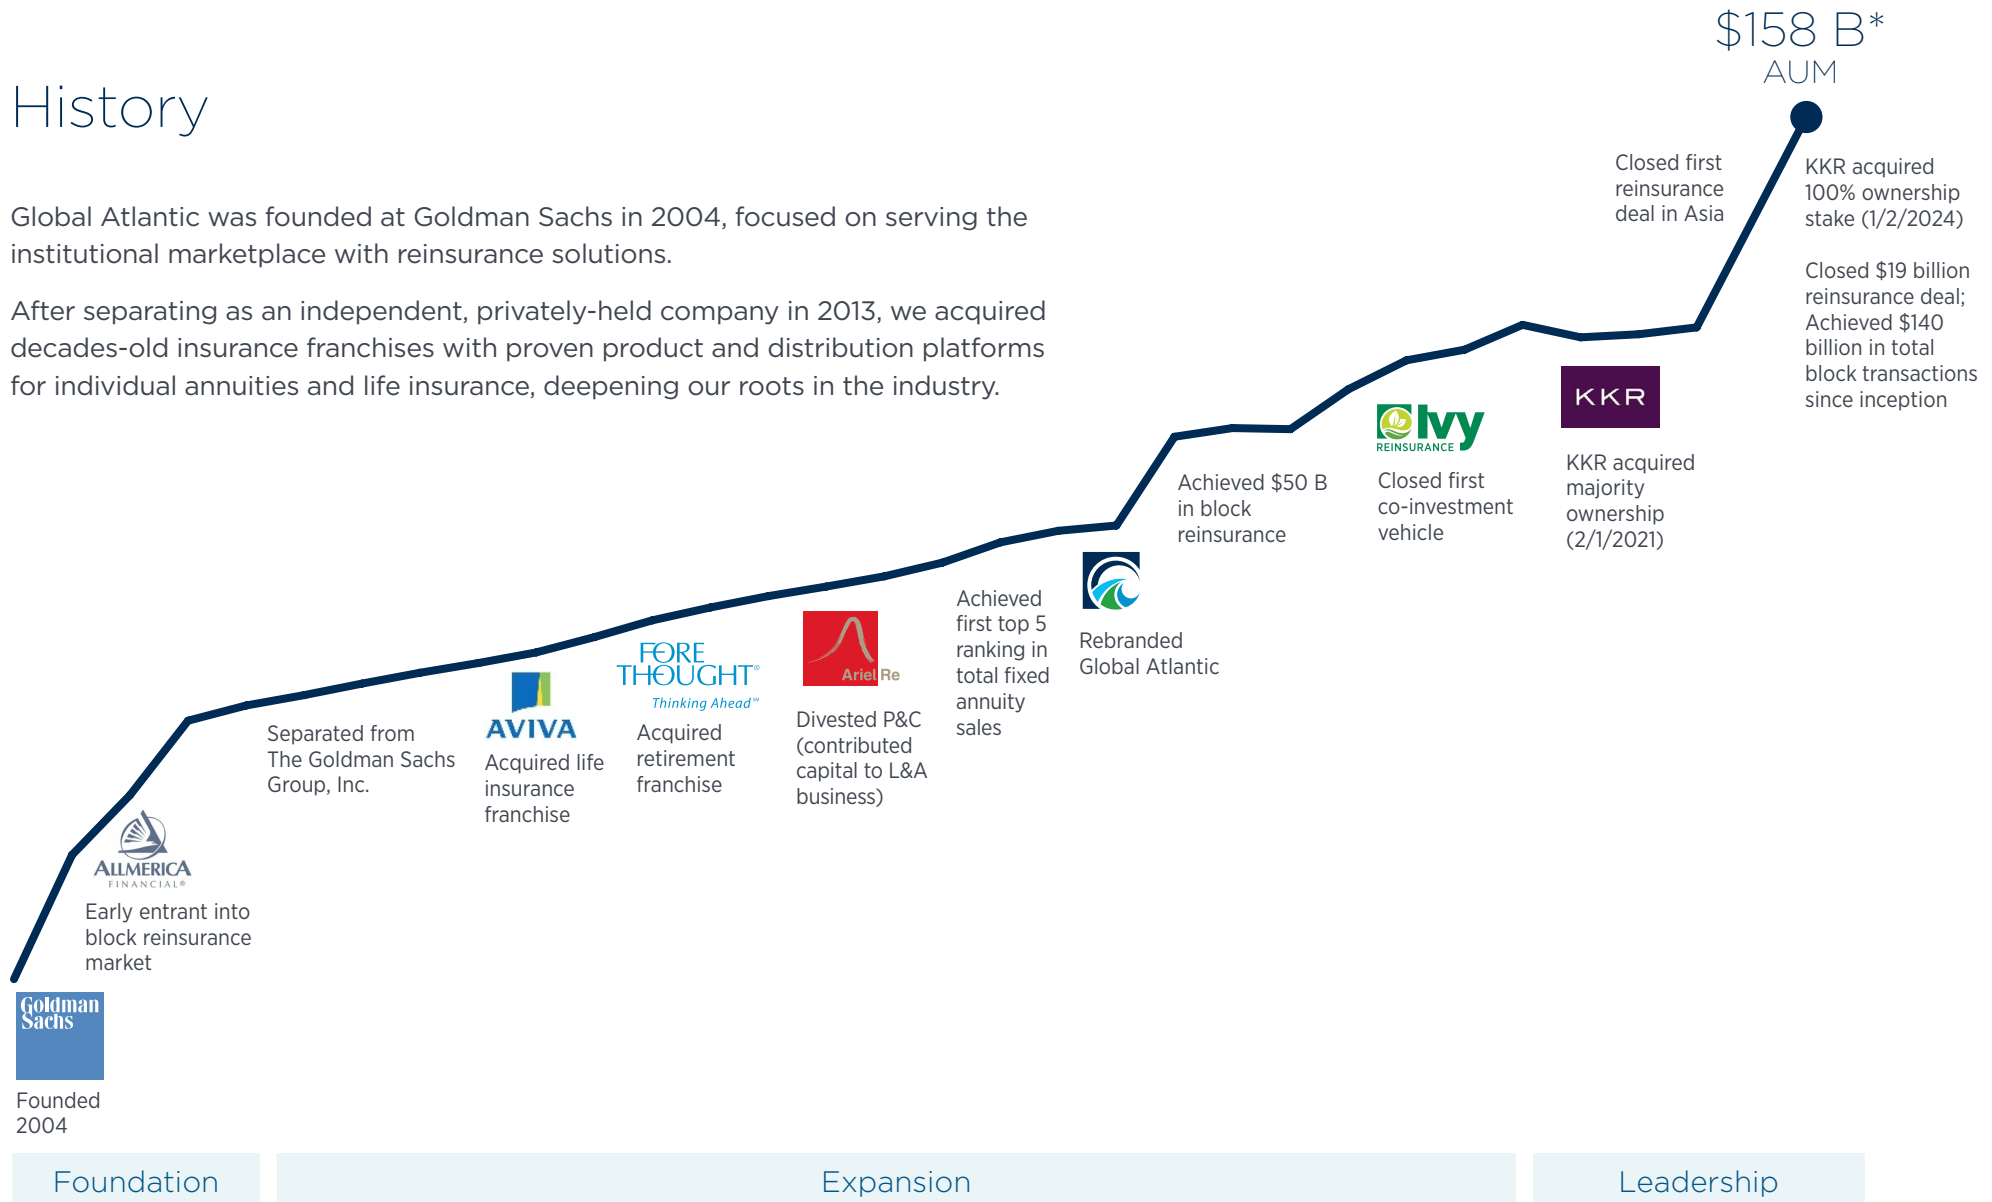 $158 B*
AUM
History
Global Atlantic was founded at Goldman Sachs in 2004, focused on serving the
institutional marketplace with reinsurance solutions.
After separating as an independent, privately-held company in 2013, we acquired
decades-old insurance franchises with proven product and distribution platforms
for individual annuities and life insurance, deepening our roots in the industry.
Goldman
Sachs
Founded
2004
ALLMERICA
FINANCIAL®
Early entrant into
block reinsurance
market
Separated from
The Goldman Sachs
Group, Inc.
AVIVA
Acquired life
insurance
franchise
FORE
THOUGHT®
Thinking Ahead℠
Acquired
retirement
franchise
Ariel Re
Divested P&C
(contributed
capital to L&A
business)
Achieved
first top 5
ranking in
total fixed
annuity
sales
Rebranded
Global Atlantic
Achieved $50 B
in block
reinsurance
Ivy
REINSURANCE
Closed first
co-investment
vehicle
KKR
KKR acquired
majority
ownership
(2/1/2021)
Closed first
reinsurance
deal in Asia
KKR acquired
100% ownership
stake (1/2/2024)
Closed $19 billion
reinsurance deal;
Achieved $140
billion in total
block transactions
since inception
Foundation
Expansion
Leadership